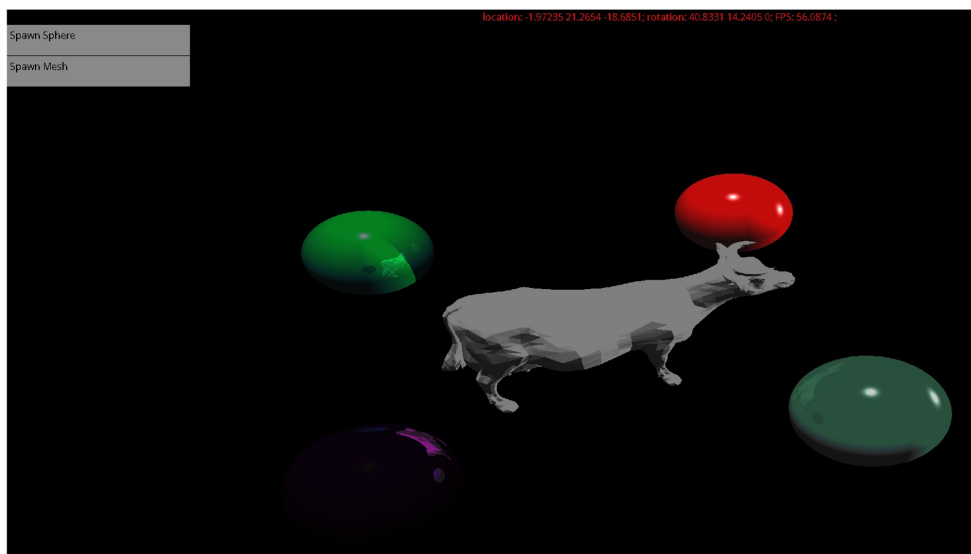 location: -1.97235 21.2654 -18.6851; rotation: 40.8331 14.2405 0; FPS: 56.0874 ;
Spawn Sphere
Spawn Mesh